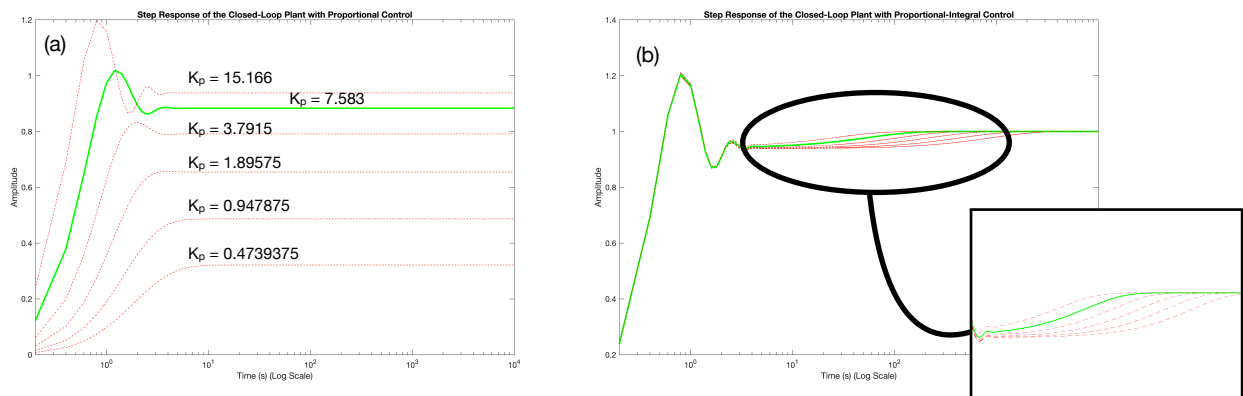 Step Response of the Closed-Loop Plant with Proportional Control
(a)
1.2
1
0.8
0.6
0.4
0.2
0
Amplitude
Kp = 15.166
Kp = 7.583
Kp = 3.7915
Kp = 1.89575
Kp = 0.947875
Kp = 0.4739375
10^0
10^1
10^2
10^3
10^4
Time (s) (Log Scale)
Step Response of the Closed-Loop Plant with Proportional-Integral Control
(b)
1.4
1.2
1
0.8
0.6
0.4
0.2
Amplitude
10^0
10^1
10^2
Time (s) (Log Scale)